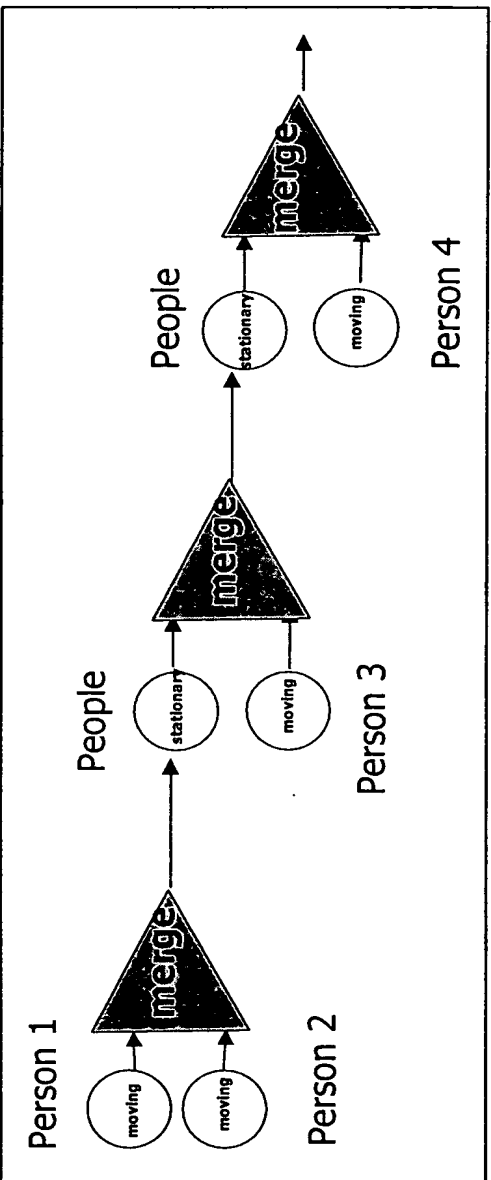 Person 1
moving
moving
Person 2
merge
People
stationary
moving
Person 3
merge
People
stationary
moving
Person 4
merge